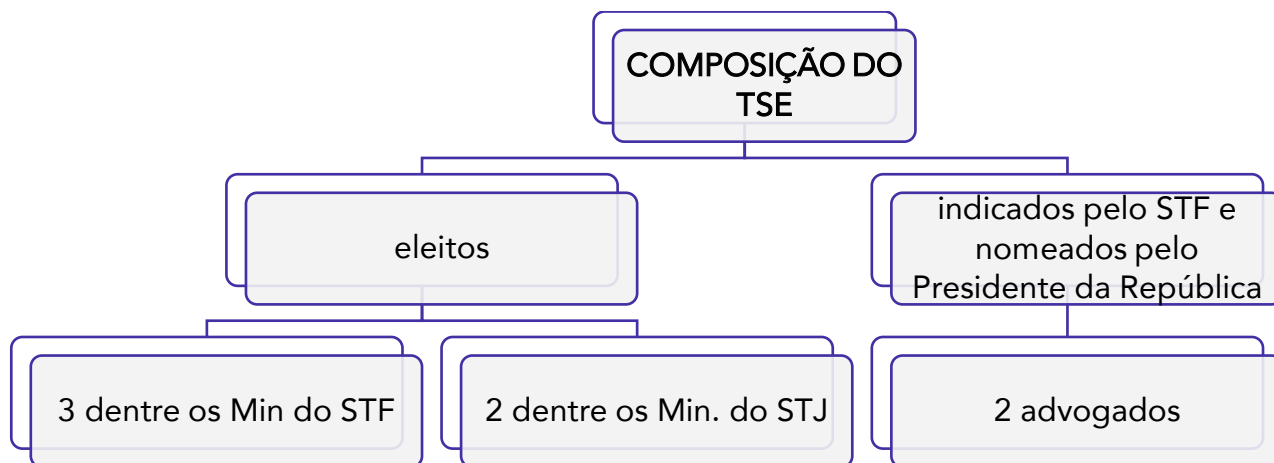 COMPOSIÇÃO DO
TSE
eleitos
indicados pelo STF e
nomeados pelo
Presidente da República
3 dentre os Min do STF
2 dentre os Min. do STJ
2 advogados